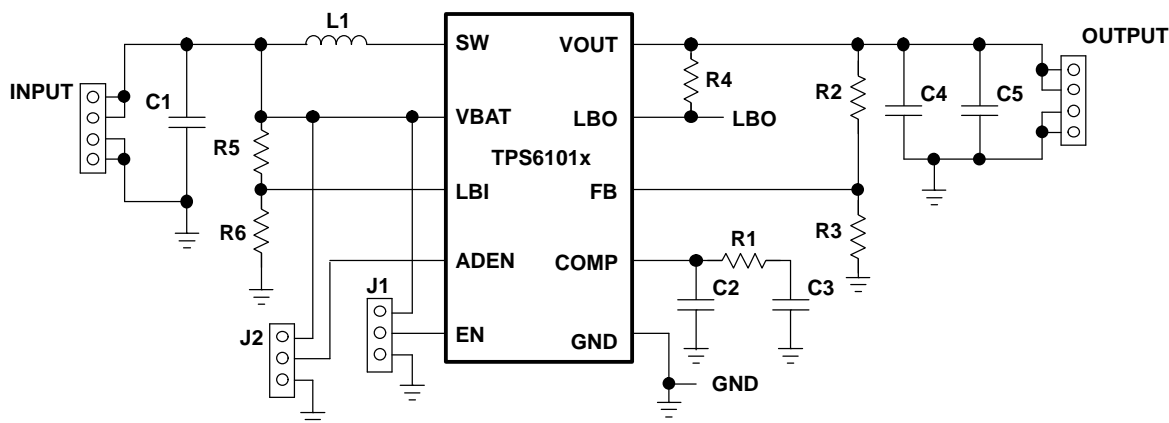 L1
SW
VOUT
OUTPUT
INPUT
C1
R4
R2
C4
C5
VBAT
LBO
LBO
R5
TPS6101x
LBI
FB
R6
R3
R1
ADEN
COMP
J1
C2
C3
J2
EN
GND
GND